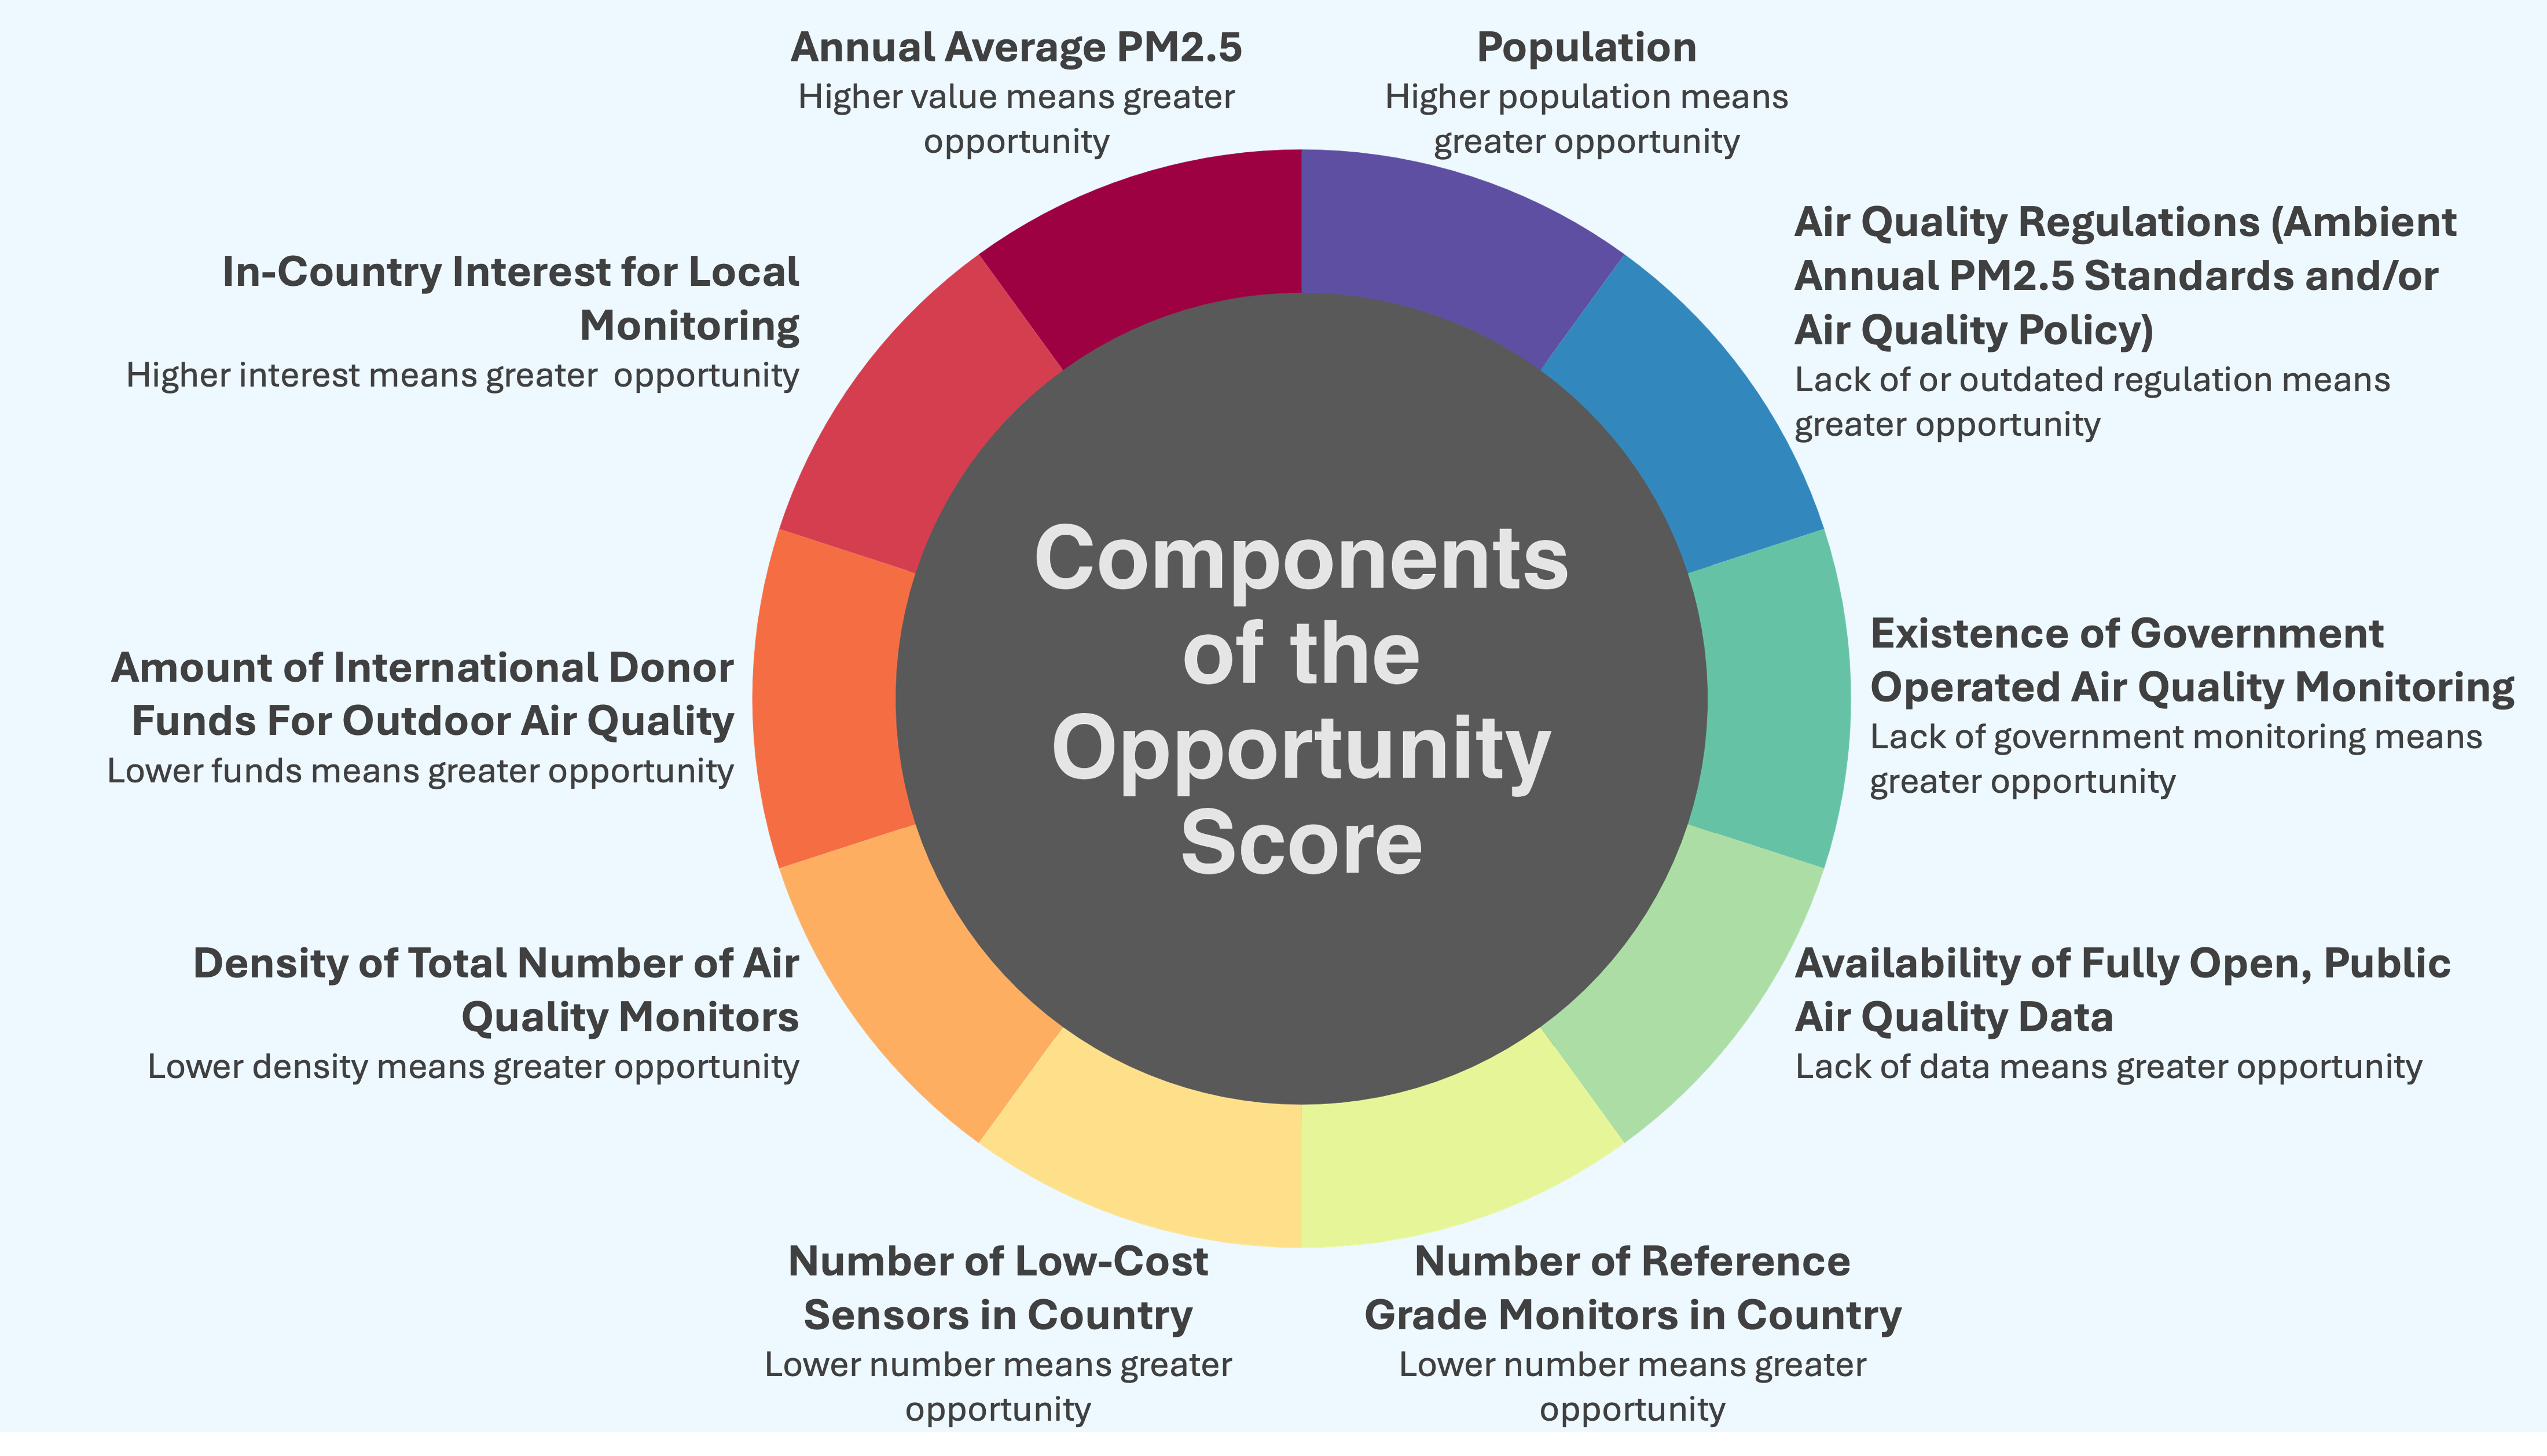 Annual Average PM2.5
Higher value means greater
opportunity
Population
Higher population means
greater opportunity
Air Quality Regulations (Ambient
Annual PM2.5 Standards and/or
Air Quality Policy)
Lack of or outdated regulation means
greater opportunity
In-Country Interest for Local
Monitoring
Higher interest means greater  opportunity
Components
of the
Opportunity
Score
Existence of Government
Operated Air Quality Monitoring
Lack of government monitoring means
greater opportunity
Amount of International Donor
Funds For Outdoor Air Quality
Lower funds means greater opportunity
Density of Total Number of Air
Quality Monitors
Lower density means greater opportunity
Availability of Fully Open, Public
Air Quality Data
Lack of data means greater opportunity
Number of Low-Cost
Sensors in Country
Lower number means greater
opportunity
Number of Reference
Grade Monitors in Country
Lower number means greater
opportunity